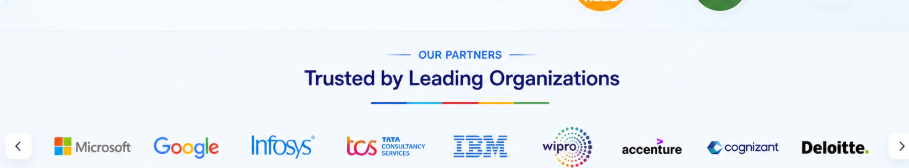 OUR PARTNERS
Trusted by Leading Organizations
Microsoft Google Infosys® tcs TATA CONSULTANCY SERVICES IBM wipro accenture cognizant Deloitte.